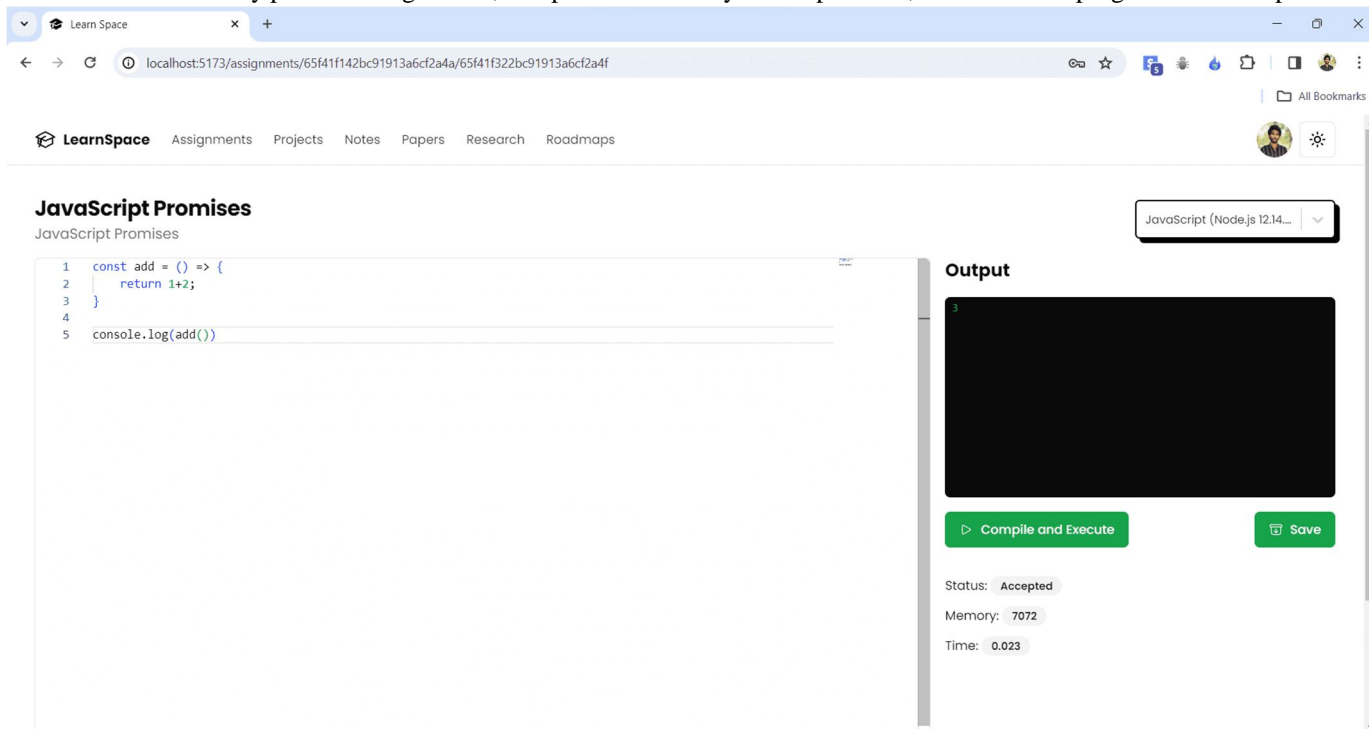 Learn Space
localhost:5173/assignments/65f41f142bc91913a6cf2a4a/65f41f322bc91913a6cf2a4f
5
All Bookmarks
LearnSpace Assignments Projects Notes Papers Research Roadmaps
JavaScript Promises
JavaScript Promises
JavaScript (Node.js 12.14....
1 const add = () => {
2 return 1+2;
3 }
4
5 console.log(add())
Output
3
Compile and Execute
Save
Status: Accepted
Memory: 7072
Time: 0.023